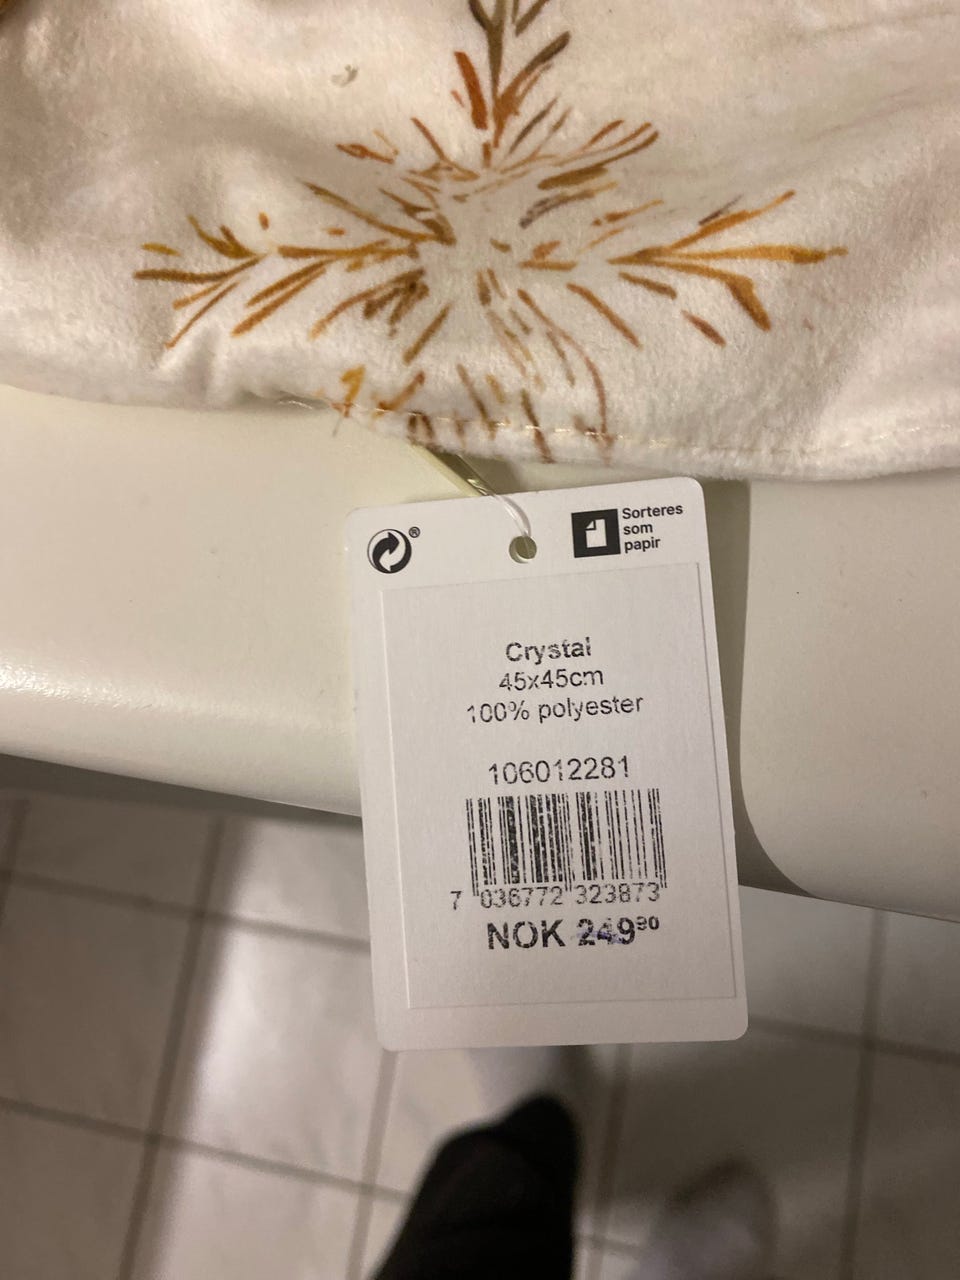 ®
Sorteres
som
papir
Crystal
45x45cm
100% polyester
106012281
7 036772 323873
NOK 249⁹⁰